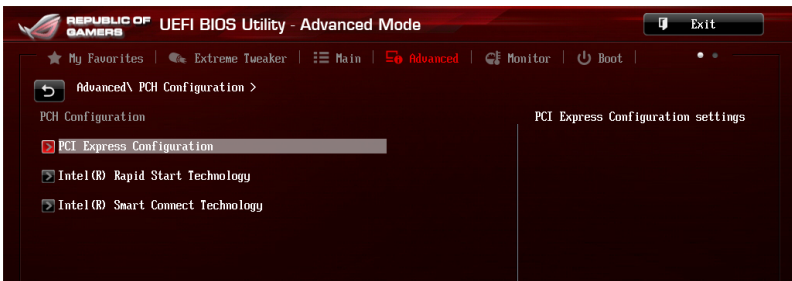 REPUBLIC OF GAMERS UEFI BIOS Utility - Advanced Mode Exit
My Favorites Extreme Tweaker Main Advanced Monitor Boot
Advanced\ PCH Configuration >
PCH Configuration
PCI Express Configuration settings
PCI Express Configuration
Intel(R) Rapid Start Technology
Intel(R) Smart Connect Technology